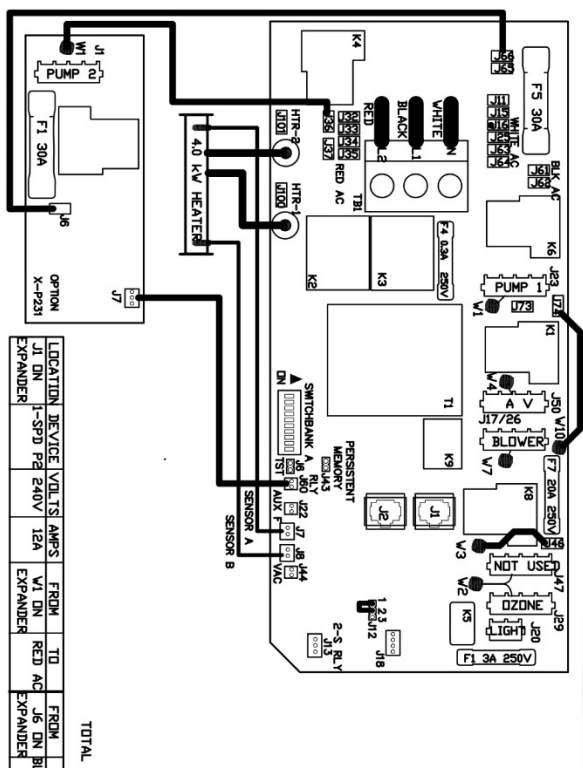 W1
J1
PUMP 2
F1 30A
J6
OPTION
X-P231
J7
4.0 kW HEATER
J101
HTR-2
J100
HTR-1
K4
J36
J32
J33
J34
J35
J37
RED AC
RED
BLACK
WHITE
L2
L1
N
TB1
J66
J65
F5 30A
J11
J15
WHITE AC
J63
J64
BLK AC
J61
J68
K6
F4 0.3A 250V
K2
K3
J23
PUMP 1
W1
J73
J74
K1
W4
A V
J50
J17/26
W10
BLOWER
W7
F7 20A 250V
T1
K9
K8
J46
W3
NOT USED
J47
W2
OZONE
J29
K5
LIGHT
J20
F1 3A 250V
ON
SWITCHBANK A
PERSISTENT
MEMORY
J43
J6
TST
RLY
J60
AUX
J22
F
J7
J8
J44
VAC
SENSOR A
SENSOR B
J2
J1
1 2 3
J12
J18
2-S RLY
J13
LOCATION DEVICE VOLTS AMPS FROM TO FROM
J1 ON EXPANDER 1-SPD P2 240V 12A W1 ON EXPANDER RED AC J6 ON EXPANDER
TOTAL